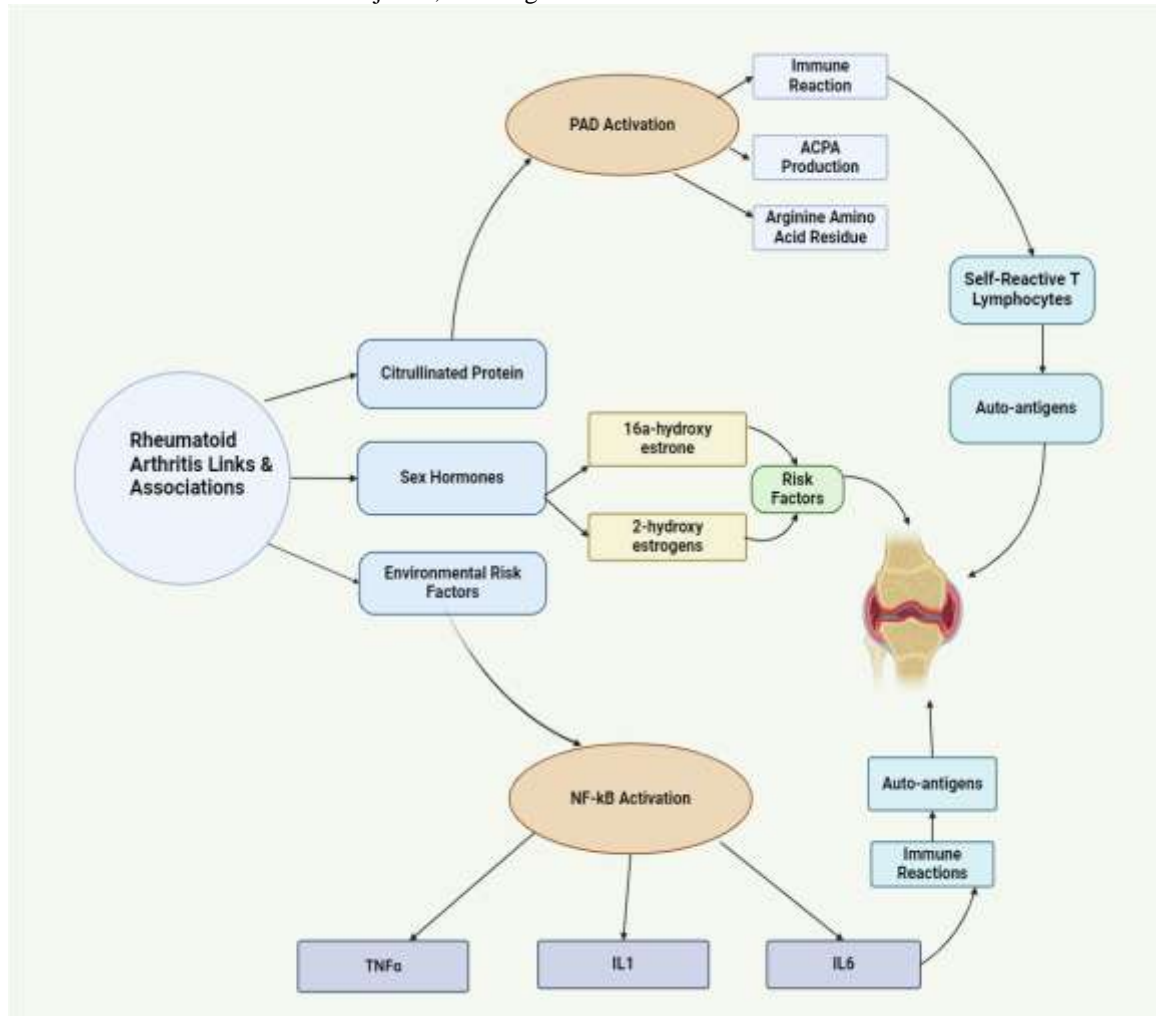 Immune
Reaction
PAD Activation
ACPA
Production
Arginine Amino
Acid Residue
Self-Reactive T
Lymphocytes
Citrullinated Protein
Auto-antigens
Rheumatoid
Arthritis Links &
Associations
16a-hydroxy
estrone
Sex Hormones
Risk
Factors
2-hydroxy
estrogens
Environmental Risk
Factors
NF-kB Activation
Auto-antigens
Immune
Reactions
TNFα
IL1
IL6